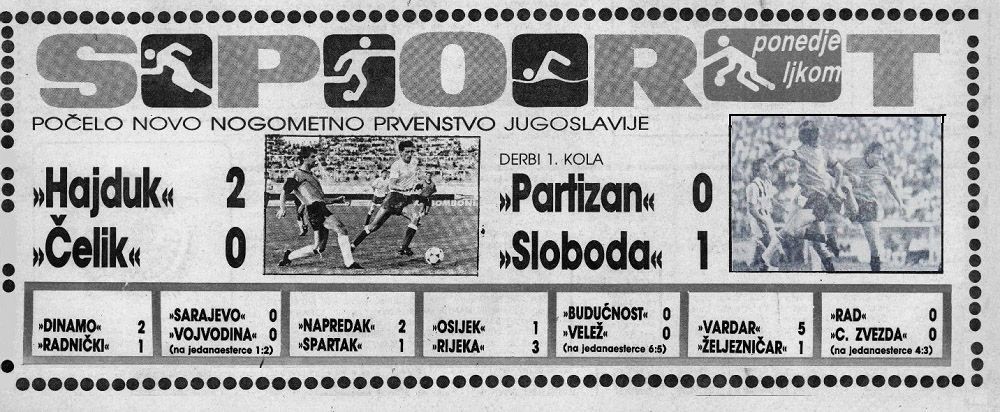 SPORT
ponedje
ljkom
POČELO NOVO NOGOMETNO PRVENSTVO JUGOSLAVIJE
»Hajduk« 2
»Čelik« 0
DERBI 1. KOLA
»Partizan« 0
»Sloboda« 1
»DINAMO« 2
»RADNIČKI« 1
»SARAJEVO« 0
»VOJVODINA« 0
(na jedanaesterce 1:2)
»NAPREDAK« 2
»SPARTAK« 1
»OSIJEK« 1
»RIJEKA« 3
»BUDUĆNOST« 0
»VELEŽ« 0
(na jedanaesterce 6:5)
»VARDAR« 5
»ŽELJEZNIČAR« 1
»RAD« 0
»C. ZVEZDA« 0
(na jedanaesterce 4:3)